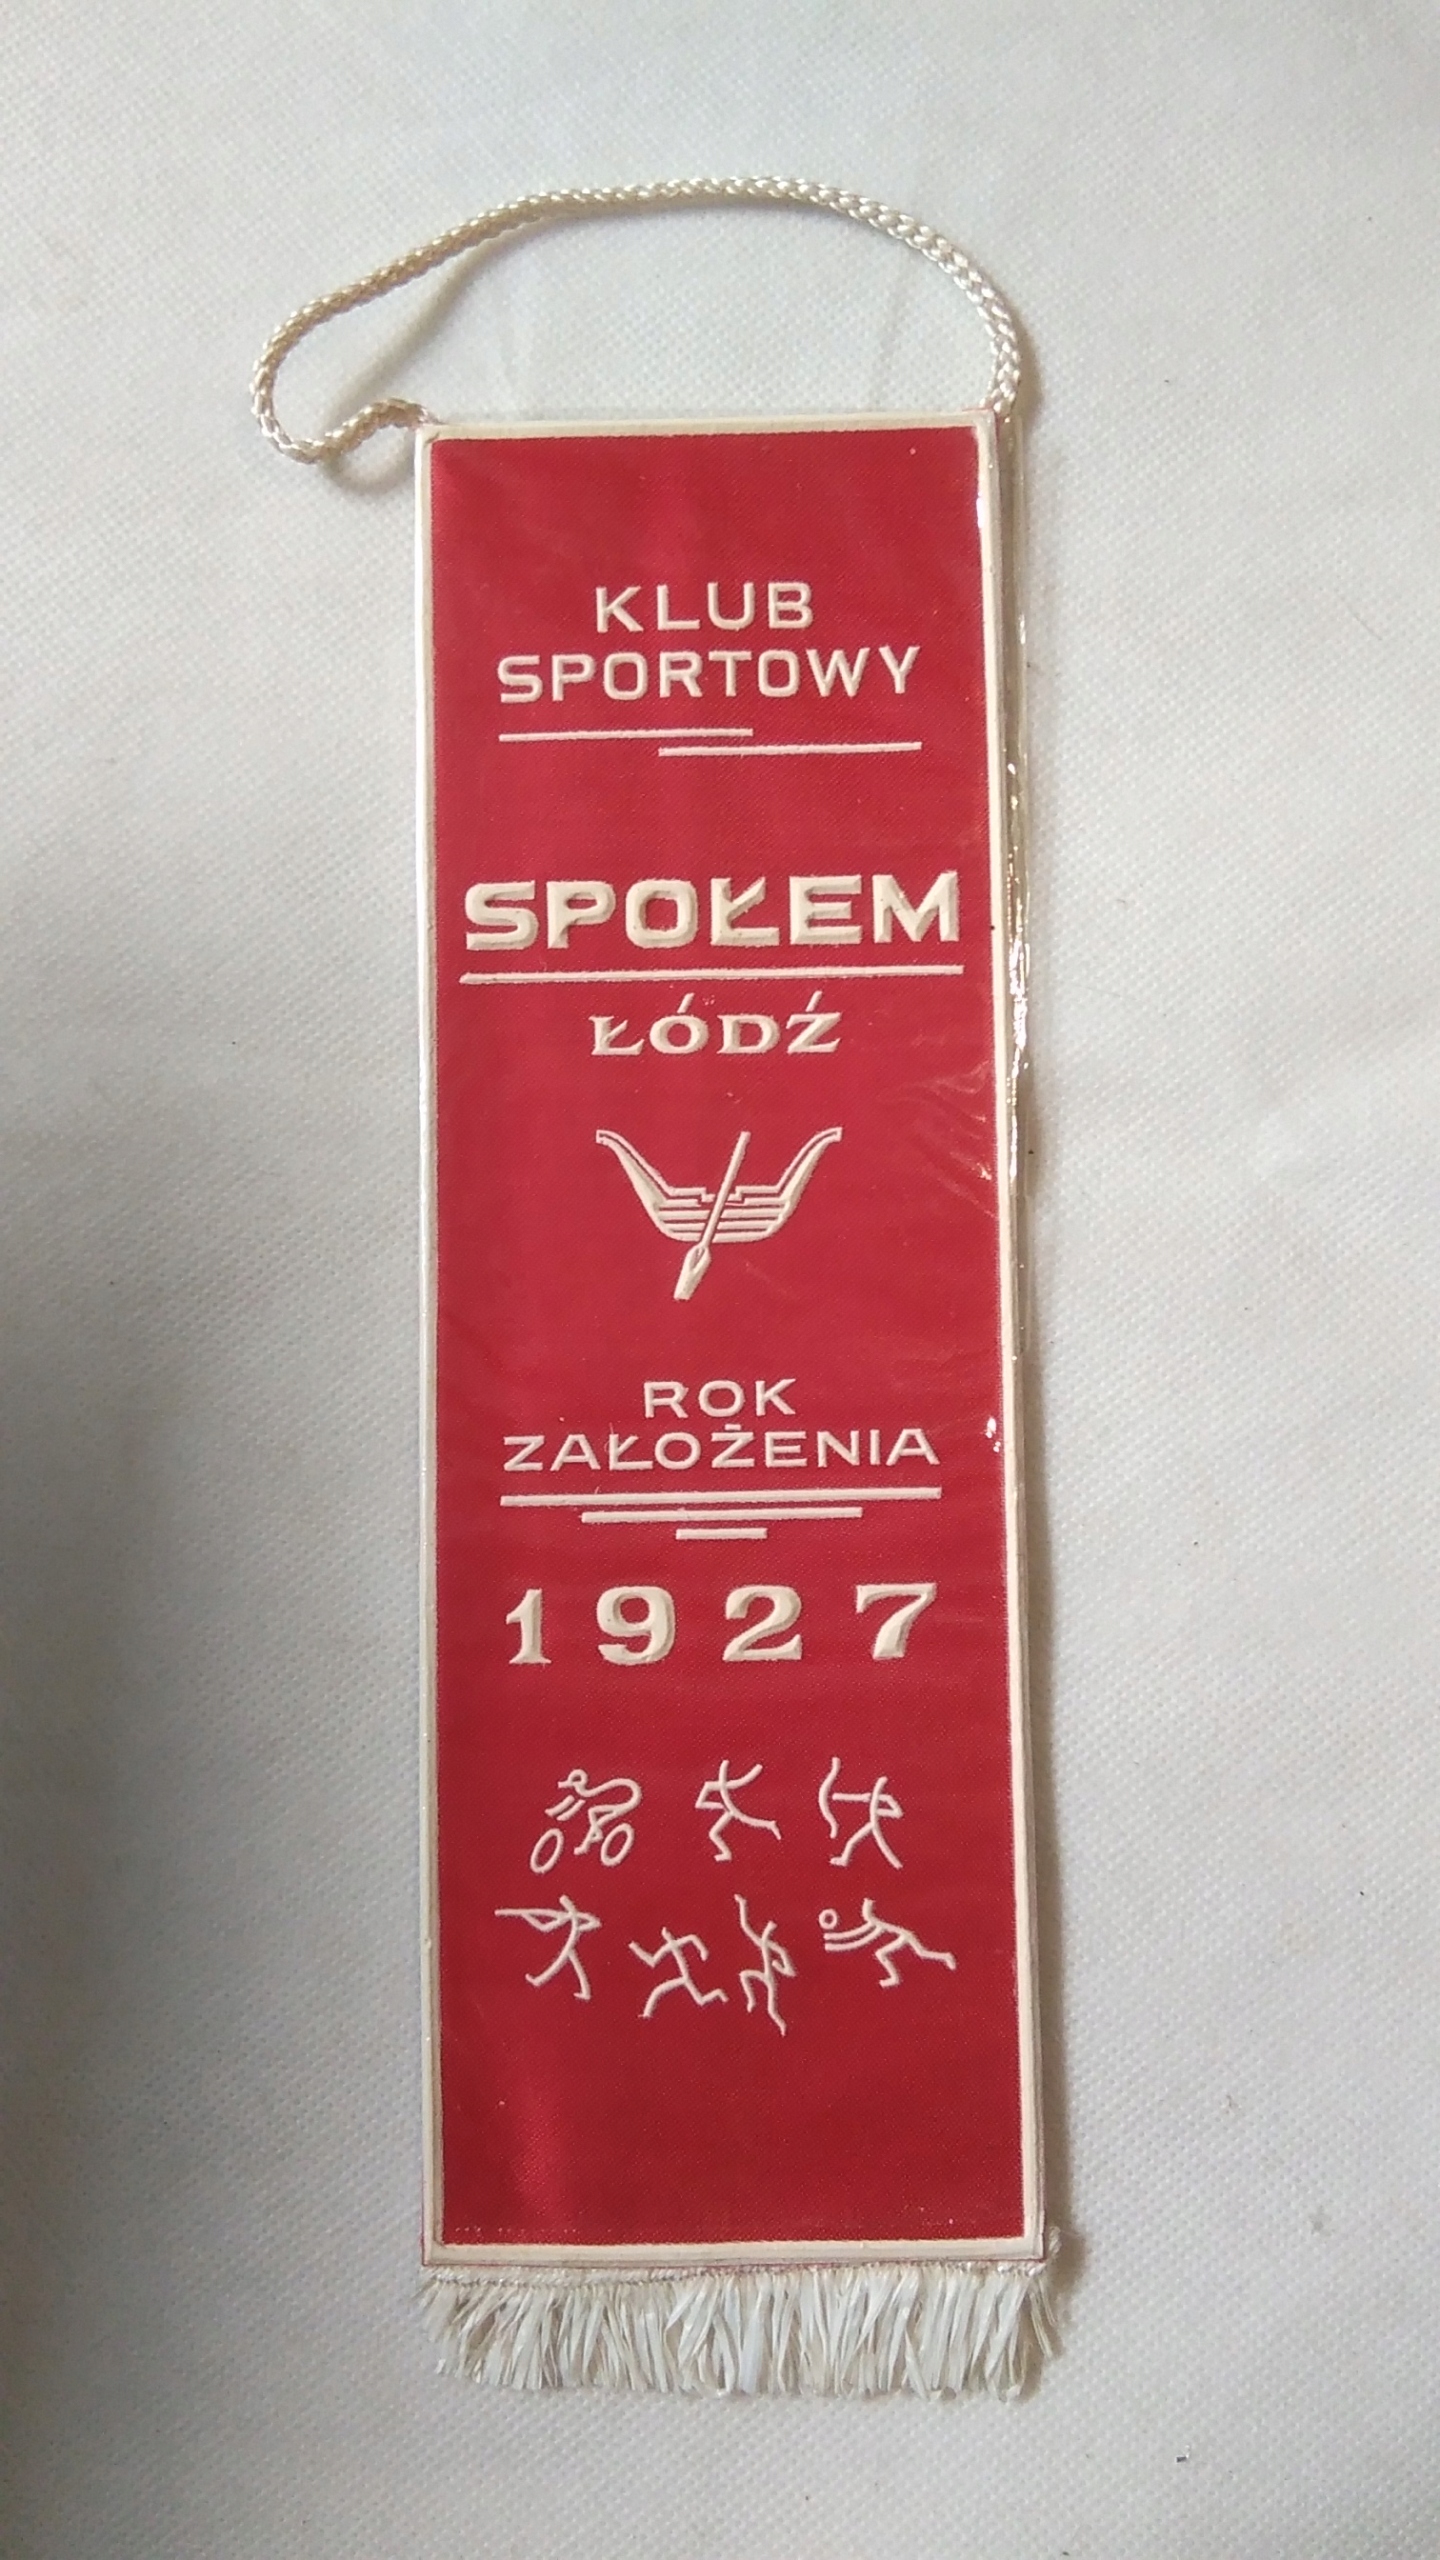 KLUB
SPORTOWY
SPOŁEM
ŁÓDŹ
ROK
ZAŁOŻENIA
1927